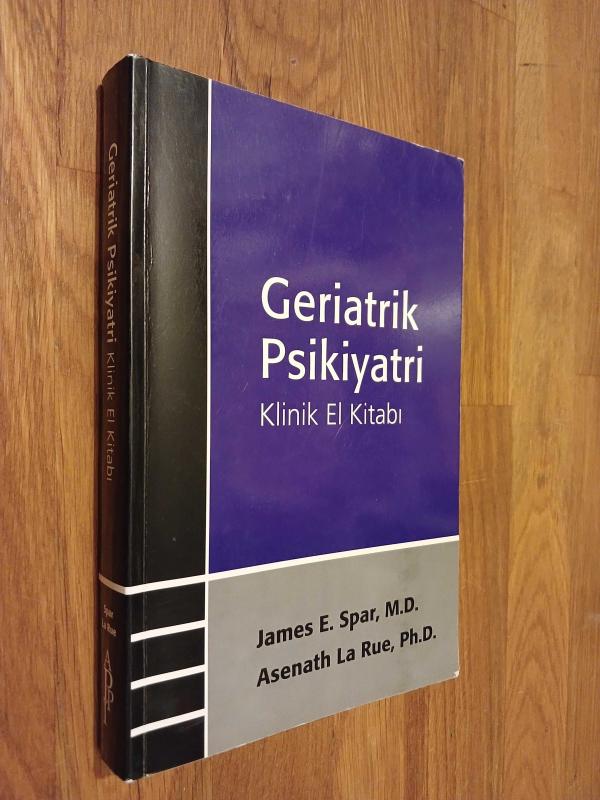 Geriatrik
Psikiyatri
Klinik El Kitabı
James E. Spar, M.D.
Asenath La Rue, Ph.D.
Geriatrik Psikiyatri Klinik El Kitabı
Spar
La Rue